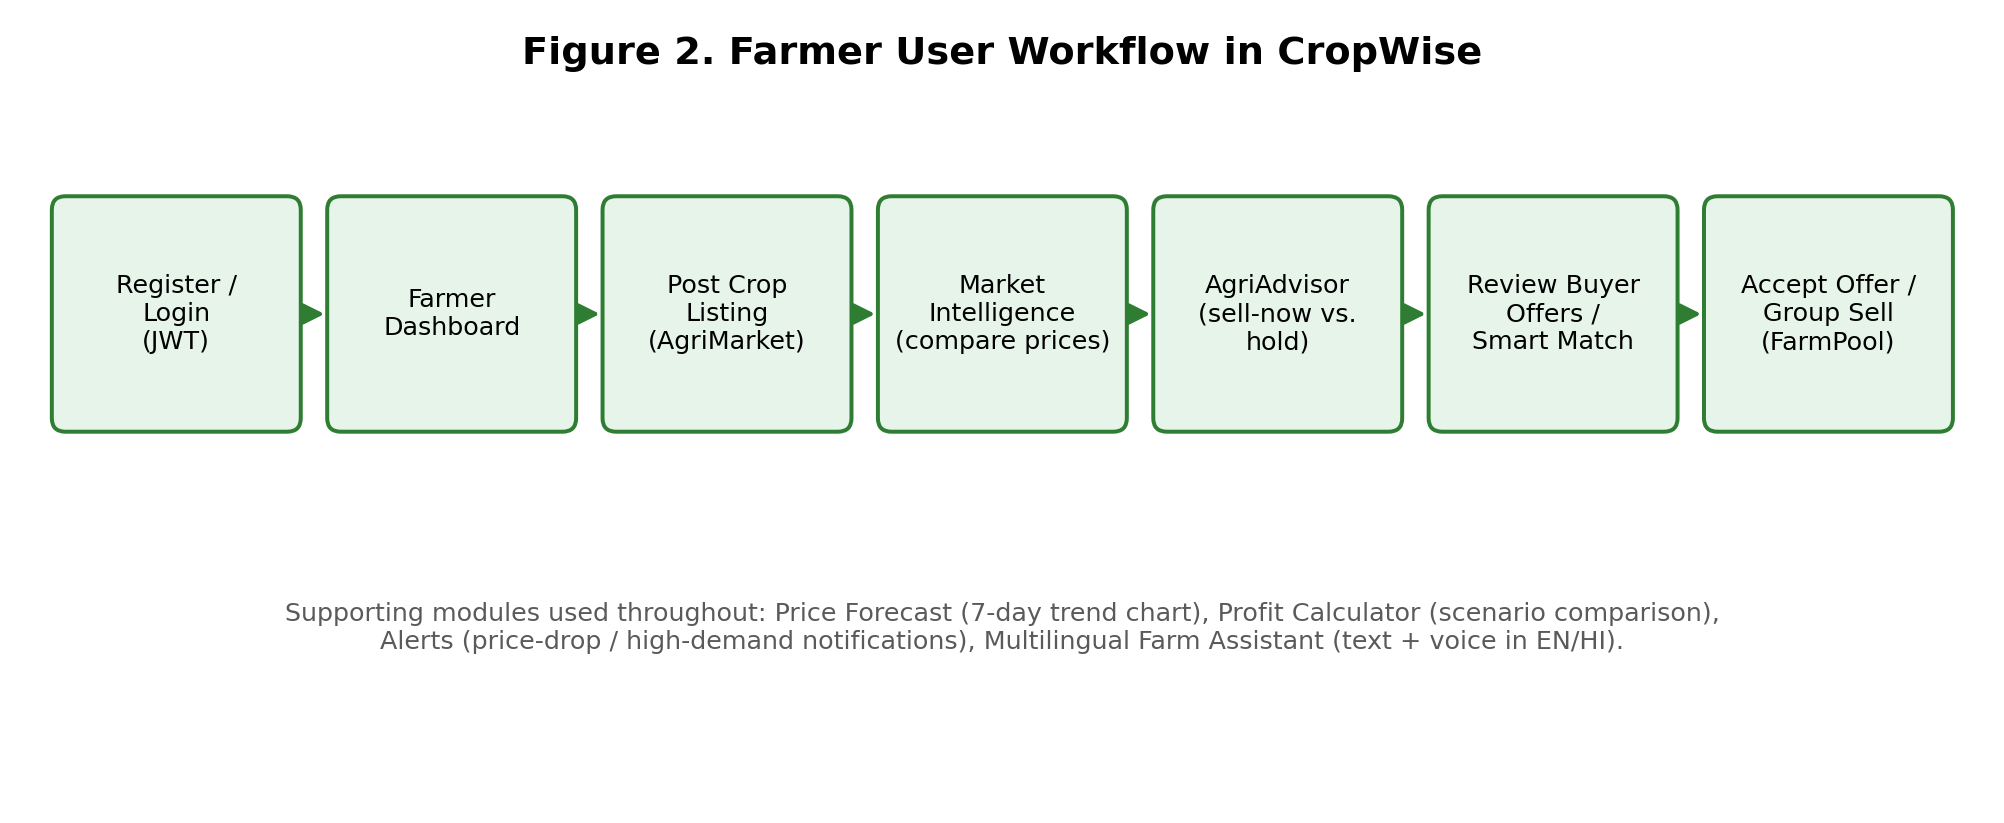 Figure 2. Farmer User Workflow in CropWise
Register /
Login
(JWT)
Farmer
Dashboard
Post Crop
Listing
(AgriMarket)
Market
Intelligence
(compare prices)
AgriAdvisor
(sell-now vs.
hold)
Review Buyer
Offers /
Smart Match
Accept Offer /
Group Sell
(FarmPool)
Supporting modules used throughout: Price Forecast (7-day trend chart), Profit Calculator (scenario comparison),
Alerts (price-drop / high-demand notifications), Multilingual Farm Assistant (text + voice in EN/HI).